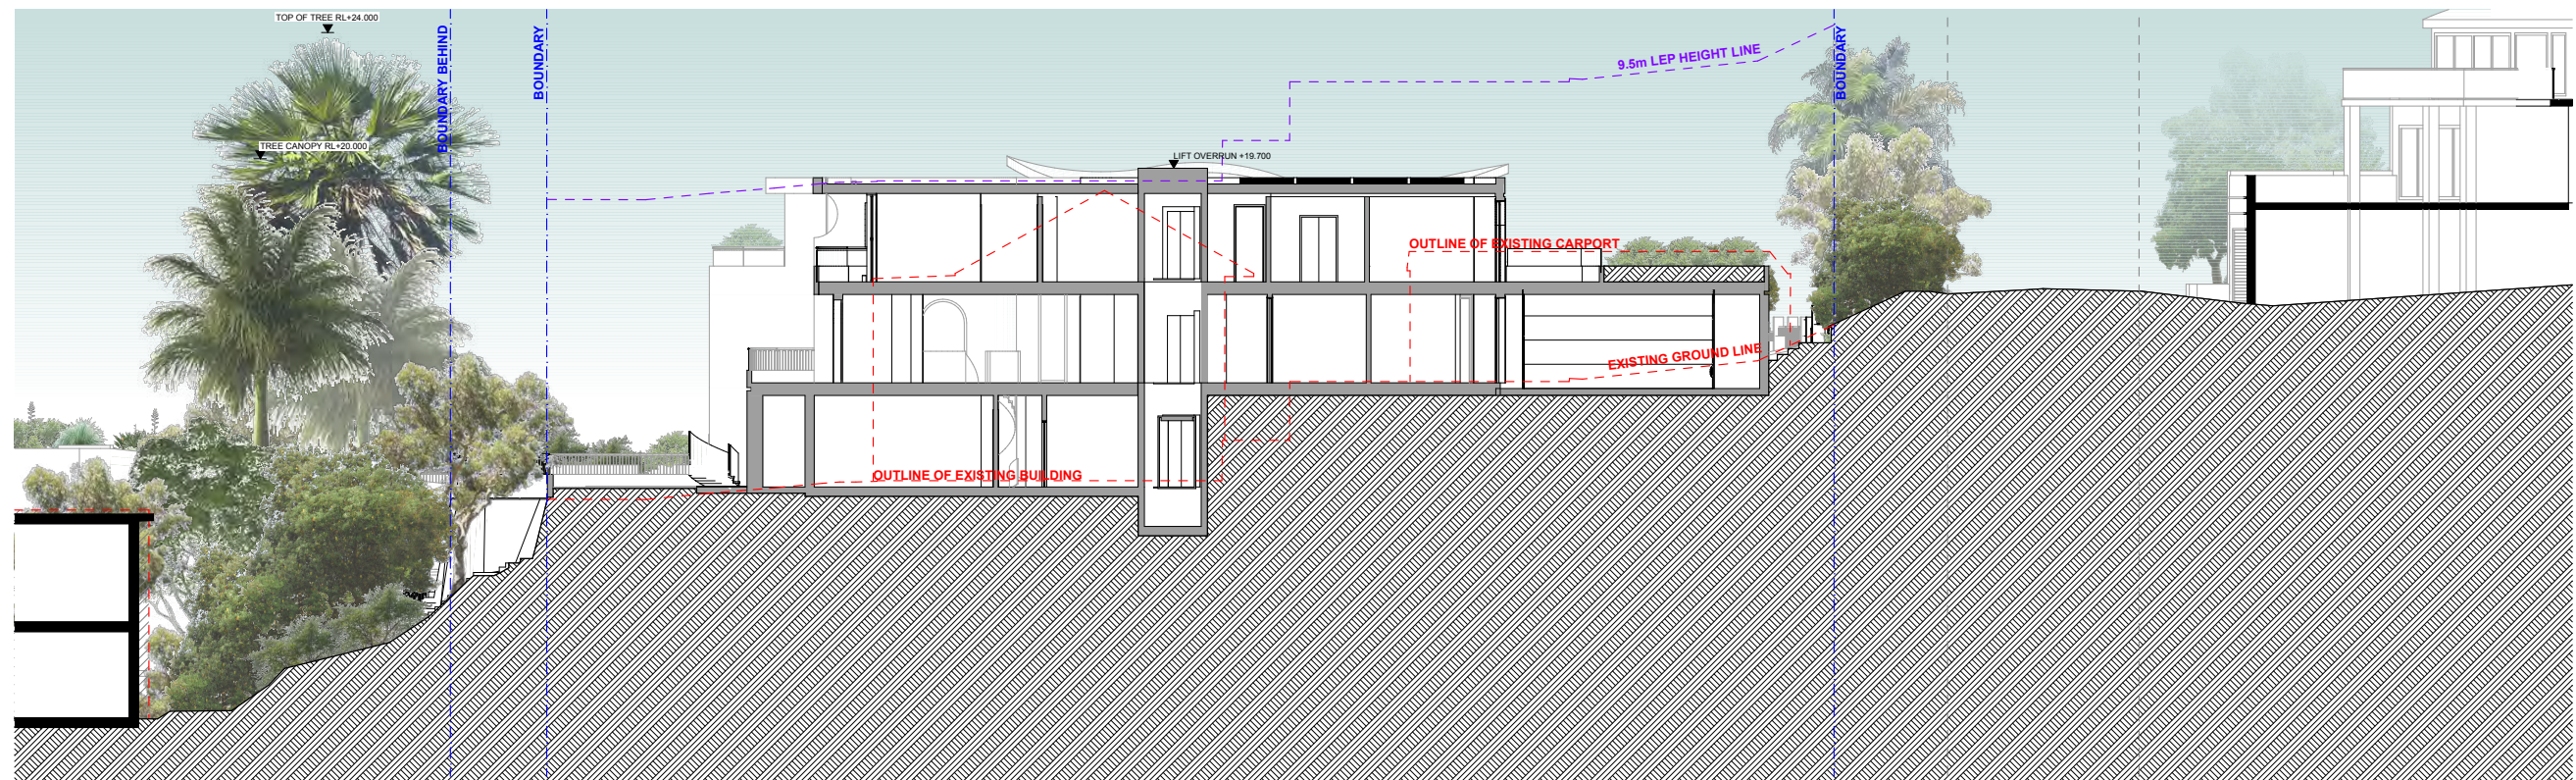 TOP OF TREE RL+24.000
BOUNDARY BEHIND
BOUNDARY
9.5m LEP HEIGHT LINE
BOUNDARY
TREE CANOPY RL+20.000
LIFT OVERRUN +19.700
OUTLINE OF EXISTING CARPORT
EXISTING GROUND LINE
OUTLINE OF EXISTING BUILDING